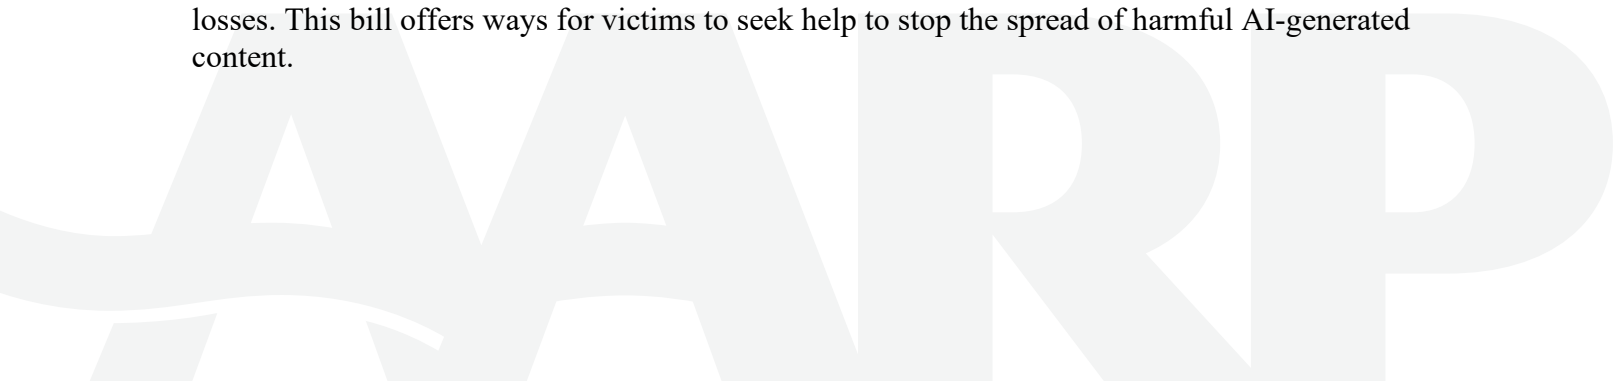 losses. This bill offers ways for victims to seek help to stop the spread of harmful AI-generated
content.
AARP